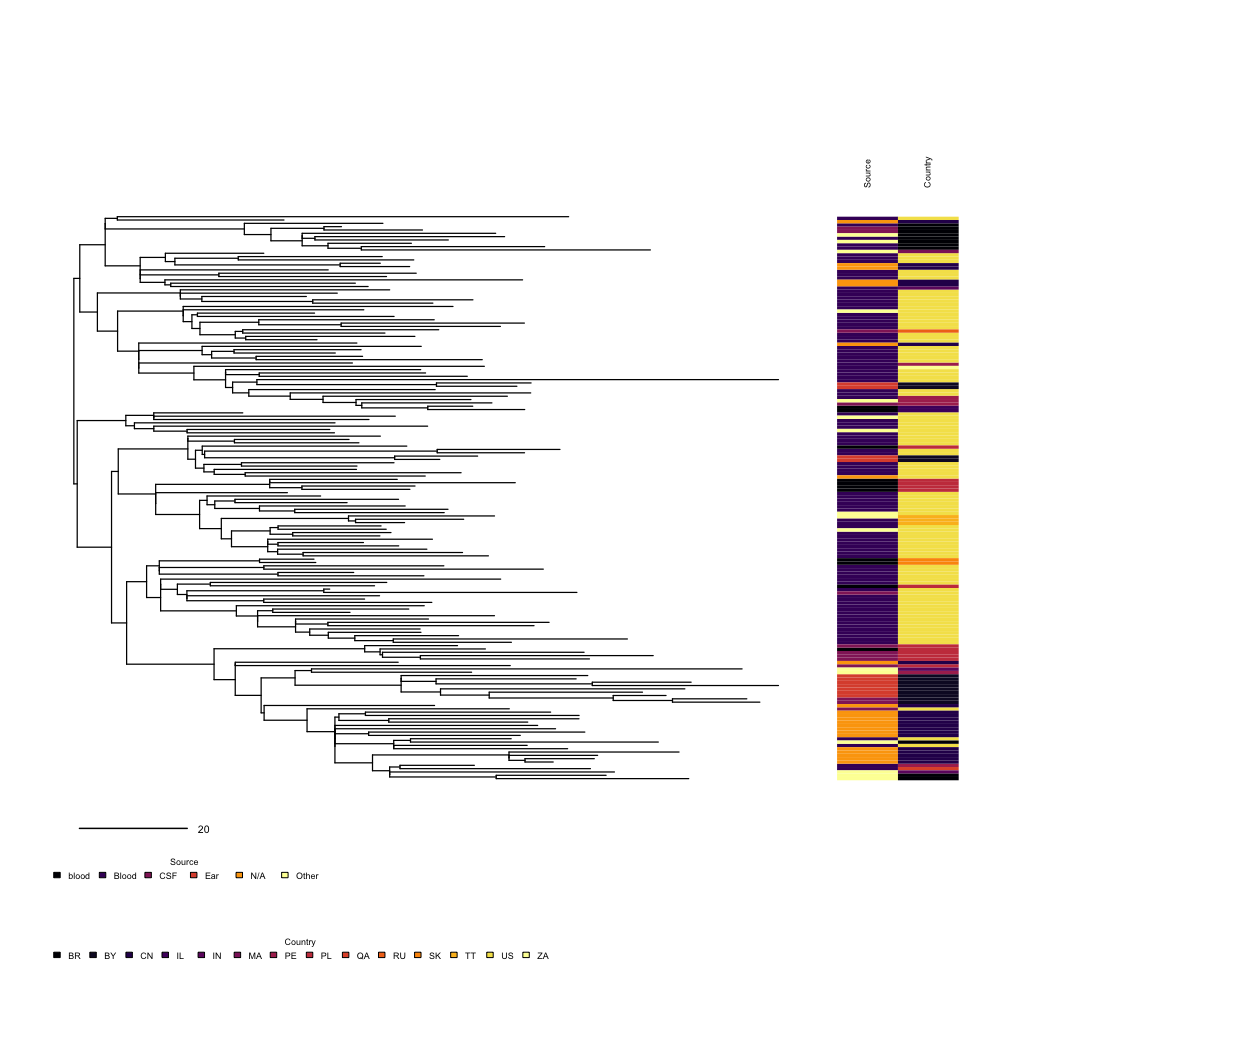 Source Country
20
Source
blood Blood CSF Ear N/A Other
Country
BR BY CN IL IN MA PE PL QA RU SK TT US ZA